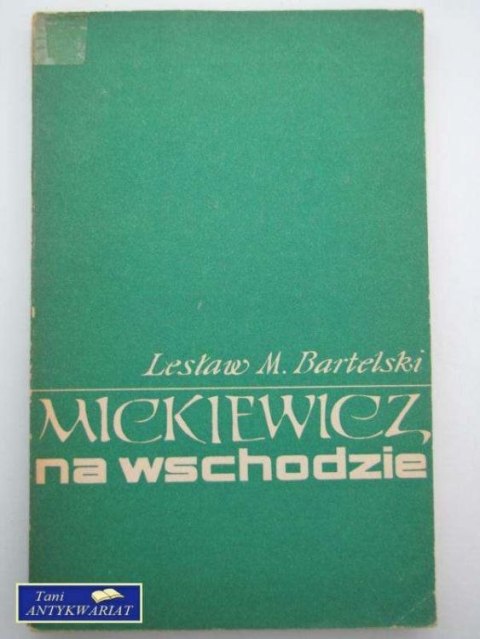 Lesław M. Bartelski
MICKIEWICZ
na wschodzie
Tani
ANTYKWARIAT